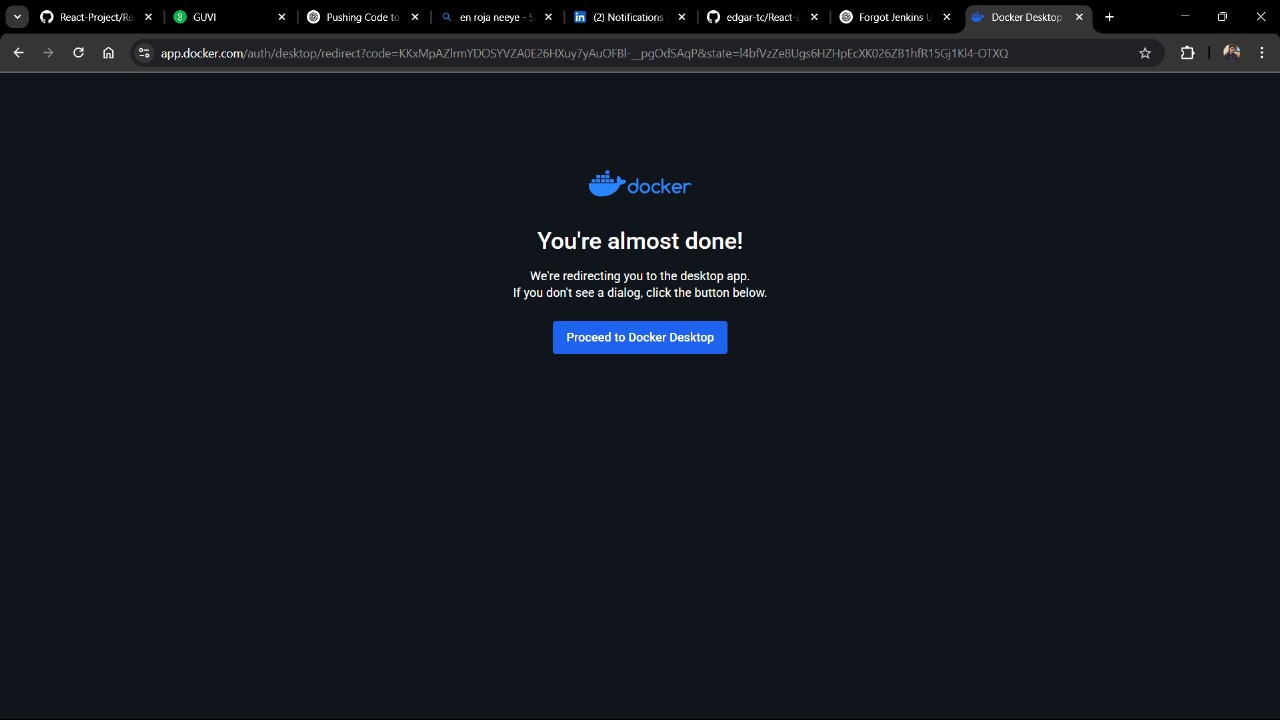 React-Project/Re
GUVI
Pushing Code to
en roja neeye - S
(2) Notifications
edgar-tc/React-a
Forgot Jenkins U
Docker Desktop
app.docker.com/auth/desktop/redirect?code=KKxMpAZlrmYDOSYVZA0E26HXuy7yAuOFBl-__pgOdSAqP&state=l4bfVzZe8Ugs6HZHpEcXK026ZB1hfR15Gj1Kl4-OTXQ
docker
You're almost done!
We're redirecting you to the desktop app.
If you don't see a dialog, click the button below.
Proceed to Docker Desktop